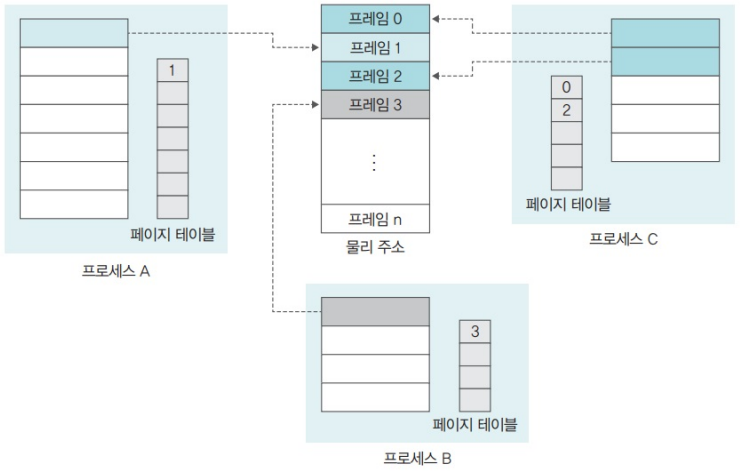 프레임 0
프레임 1
프레임 2
프레임 3
⋮
프레임 n
물리 주소
1
페이지 테이블
프로세스 A
0
2
페이지 테이블
프로세스 C
3
페이지 테이블
프로세스 B